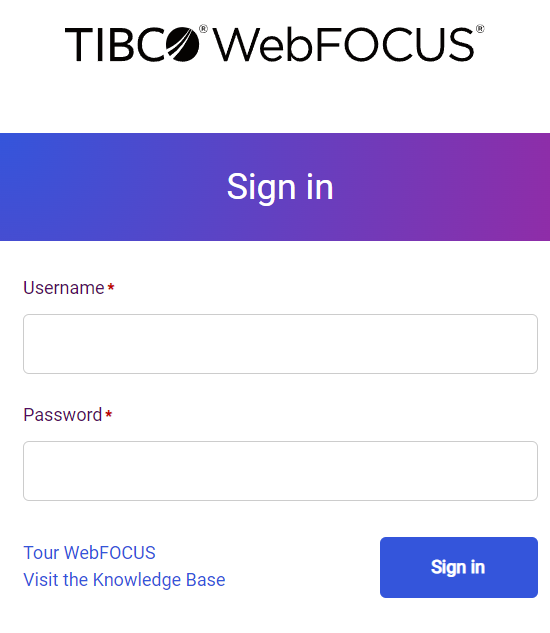 TIBCO® WebFOCUS®
Sign in
Username *
Password *
Tour WebFOCUS
Visit the Knowledge Base
Sign in